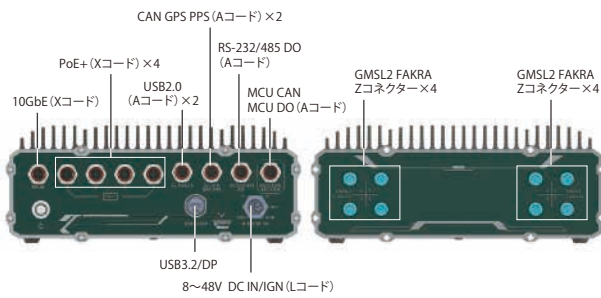 CAN GPS PPS（Aコード）×2
PoE+（Xコード）×4
RS-232/485 DO
（Aコード）
10GbE（Xコード）
USB2.0
（Aコード）×2
MCU CAN
MCU DO（Aコード）
GMSL2 FAKRA
Zコネクター×4
GMSL2 FAKRA
Zコネクター×4
USB3.2/DP
8～48V DC IN/IGN（Lコード）